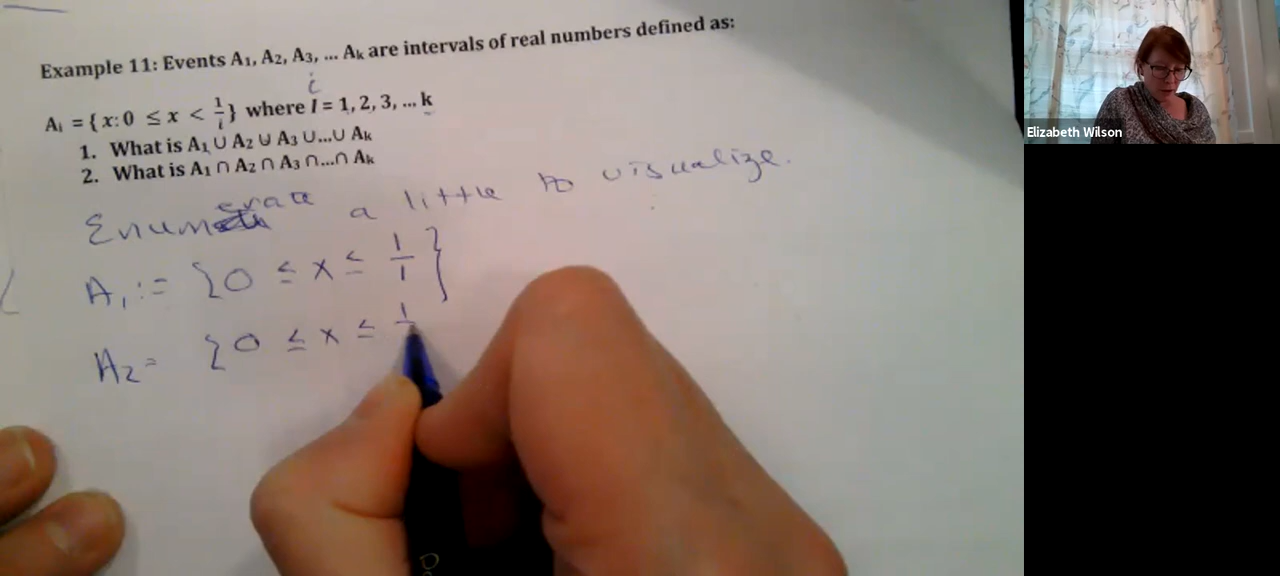 Example 11: Events A₁, A₂, A₃, ... Aₖ are intervals of real numbers defined as:
i
Aᵢ = {x: 0 ≤ x < 1/i} where I = 1, 2, 3, ... k
1. What is A₁ ∪ A₂ ∪ A₃ ∪...∪ Aₖ
2. What is A₁ ∩ A₂ ∩ A₃ ∩...∩ Aₖ
Enumerate a little to visualize.
A₁ := {0 ≤ x ≤ 1/1}
A₂ = {0 ≤ x ≤ 1
Elizabeth Wilson